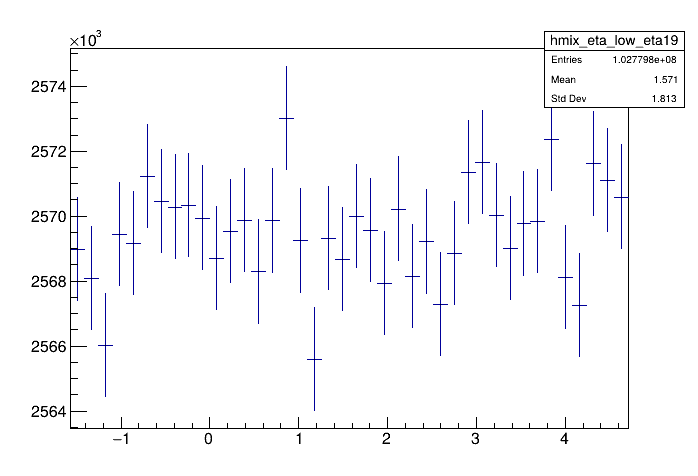 ×10³
hmix_eta_low_eta19
Entries 1.027798e+08
Mean 1.571
Std Dev 1.813
2574
2572
2570
2568
2566
2564
−1 0 1 2 3 4